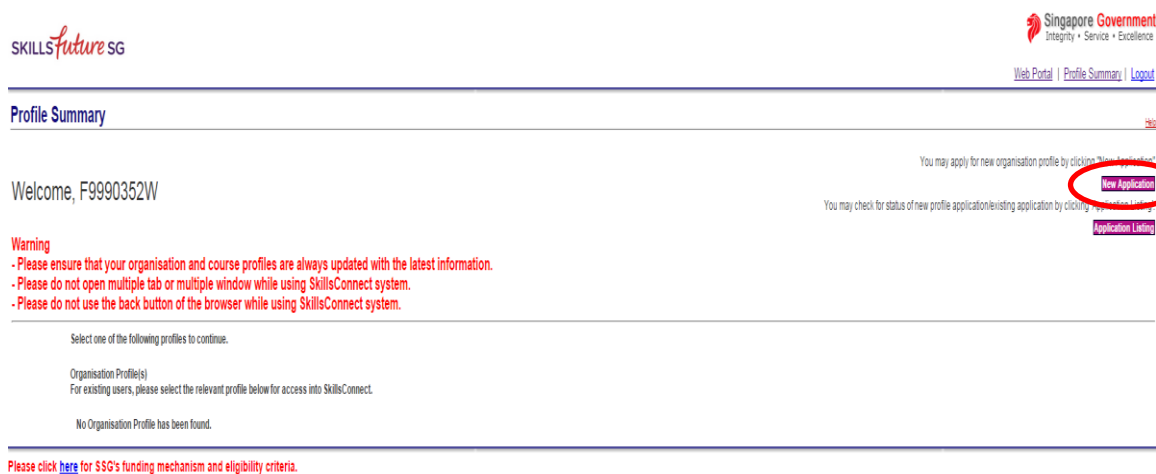 SKILLSfuture SG
Singapore Government
Integrity • Service • Excellence
Web Portal | Profile Summary | Logout
Profile Summary
Help
You may apply for new organisation profile by clicking "New Application"
New Application
Welcome, F9990352W
You may check for status of new profile application/existing application by clicking "Application Listing"
Application Listing
Warning
- Please ensure that your organisation and course profiles are always updated with the latest information.
- Please do not open multiple tab or multiple window while using SkillsConnect system.
- Please do not use the back button of the browser while using SkillsConnect system.
Select one of the following profiles to continue.
Organisation Profile(s)
For existing users, please select the relevant profile below for access into SkillsConnect.
No Organisation Profile has been found.
Please click here for SSG's funding mechanism and eligibility criteria.